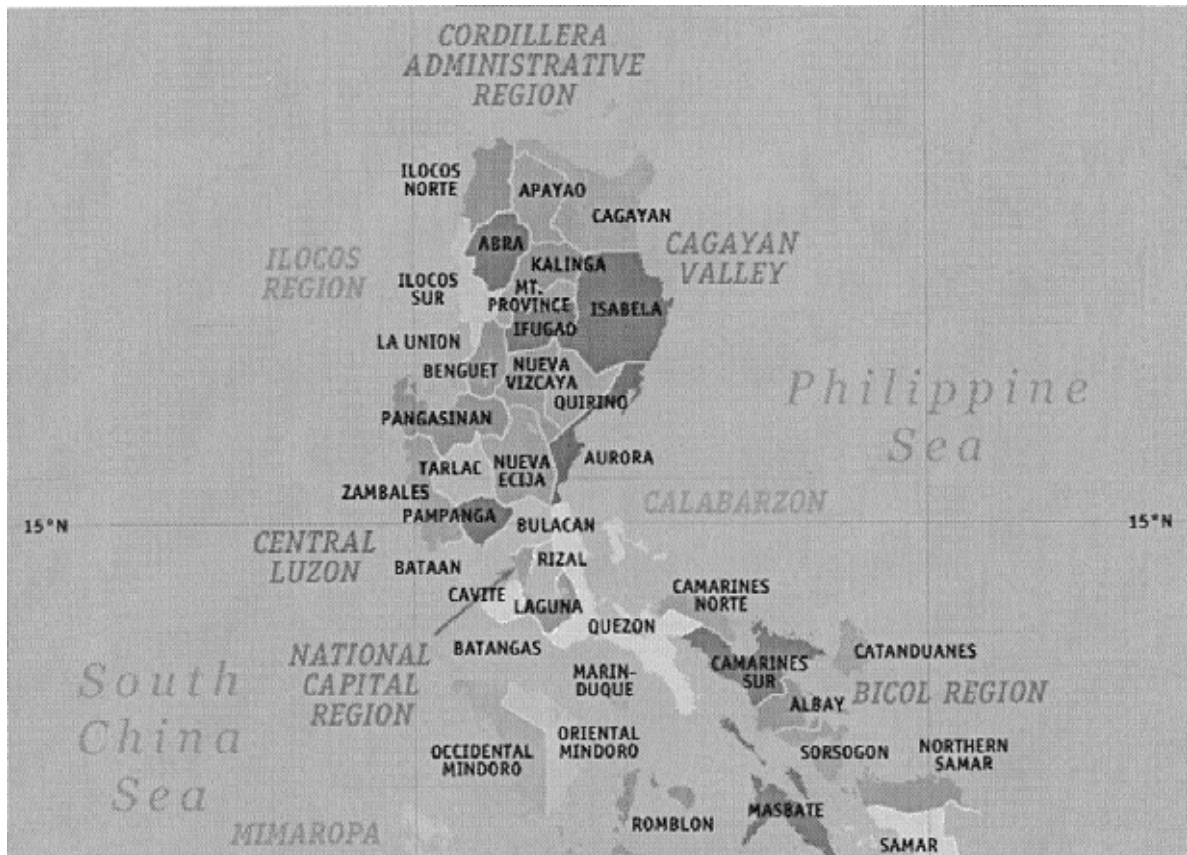 CORDILLERA
ADMINISTRATIVE
REGION
ILOCOS
NORTE
APAYAO
CAGAYAN
ABRA
CAGAYAN
VALLEY
ILOCOS
REGION
KALINGA
ILOCOS
SUR
MT.
PROVINCE
ISABELA
IFUGAO
LA UNION
BENGUET
NUEVA
VIZCAYA
QUIRINO
Philippine
Sea
PANGASINAN
TARLAC
NUEVA
ECIJA
AURORA
ZAMBALES
CALABARZON
PAMPANGA
15°N
BULACAN
15°N
CENTRAL
LUZON
BATAAN
RIZAL
CAVITE
LAGUNA
CAMARINES
NORTE
QUEZON
BATANGAS
NATIONAL
CAPITAL
REGION
MARIN-
DUQUE
CAMARINES
SUR
CATANDUANES
BICOL REGION
ALBAY
South
China
Sea
OCCIDENTAL
MINDORO
ORIENTAL
MINDORO
SORSOGON
NORTHERN
SAMAR
MIMAROPA
ROMBLON
MASBATE
SAMAR